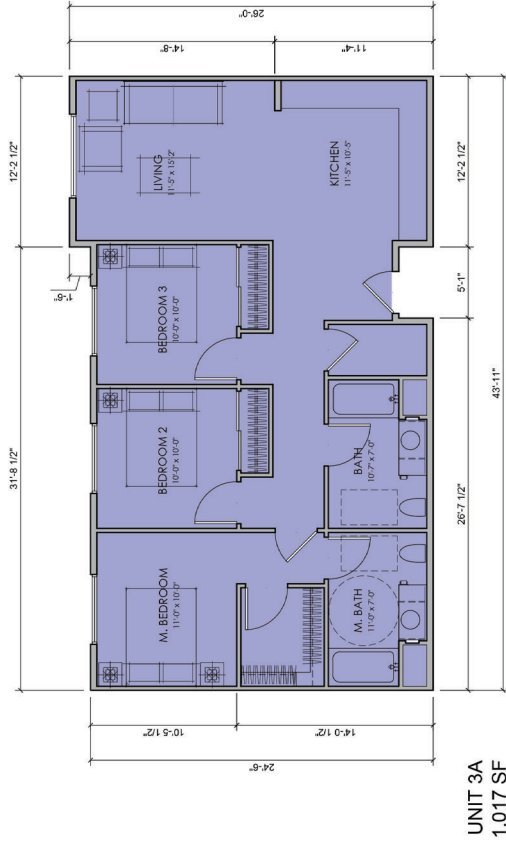 26'-0"
14'-8"
11'-4"
12'-2 1/2"
12'-2 1/2"
LIVING
11'-5" x 15'2"
KITCHEN
11'-5" x 10'-5"
1'-6"
5'-1"
BEDROOM 3
10'-0" x 10'-0"
43'-11"
31'-8 1/2"
BEDROOM 2
10'-0" x 10'-0"
BATH
10'-7" x 7'-0"
26'-7 1/2"
M. BEDROOM
11'-0" x 10'-0"
M. BATH
11'-0" x 7'-0"
10'-5 1/2"
14'-0 1/2"
24'-6"
UNIT 3A
1,017 SF